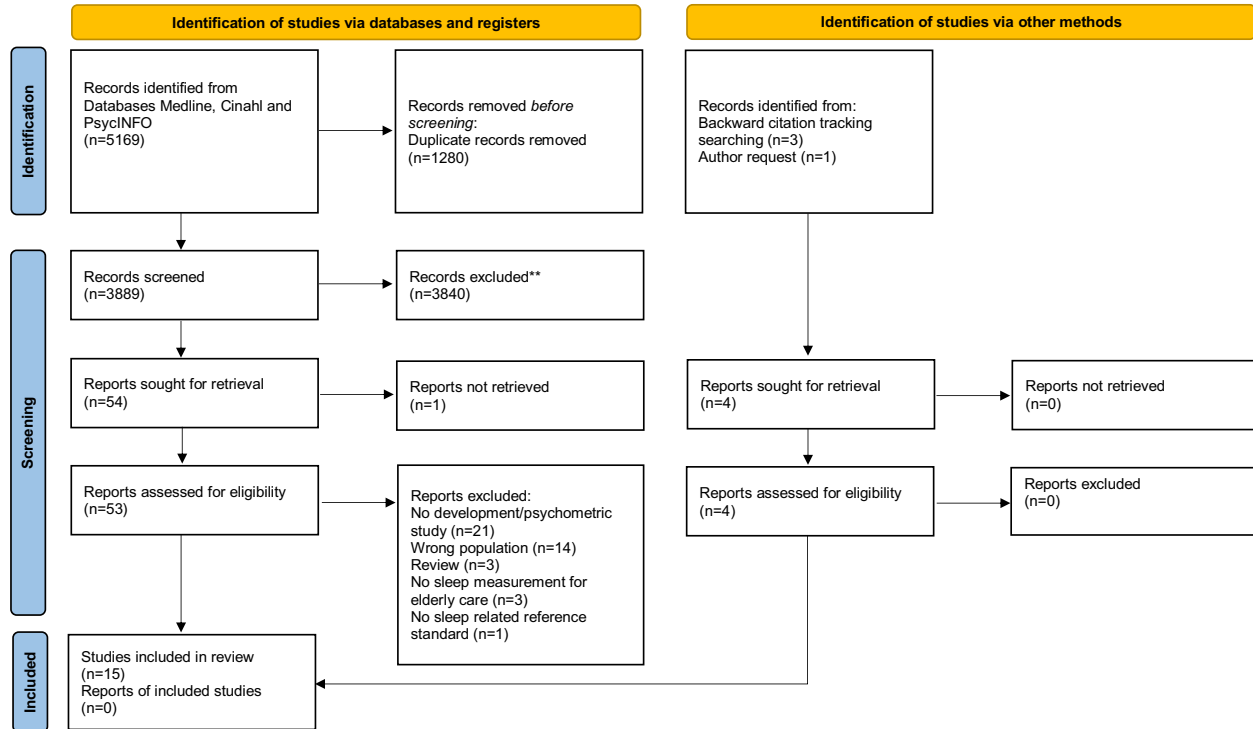 Identification of studies via databases and registers
Identification of studies via other methods
Identification
Records identified from
Databases Medline, Cinahl and
PsycINFO
(n=5169)
Records removed before
screening:
Duplicate records removed
(n=1280)
Records identified from:
Backward citation tracking
searching (n=3)
Author request (n=1)
Screening
Records screened
(n=3889)
Records excluded**
(n=3840)
Reports sought for retrieval
(n=54)
Reports not retrieved
(n=1)
Reports sought for retrieval
(n=4)
Reports not retrieved
(n=0)
Reports assessed for eligibility
(n=53)
Reports excluded:
No development/psychometric
study (n=21)
Wrong population (n=14)
Review (n=3)
No sleep measurement for
elderly care (n=3)
No sleep related reference
standard (n=1)
Reports assessed for eligibility
(n=4)
Reports excluded
(n=0)
Included
Studies included in review
(n=15)
Reports of included studies
(n=0)